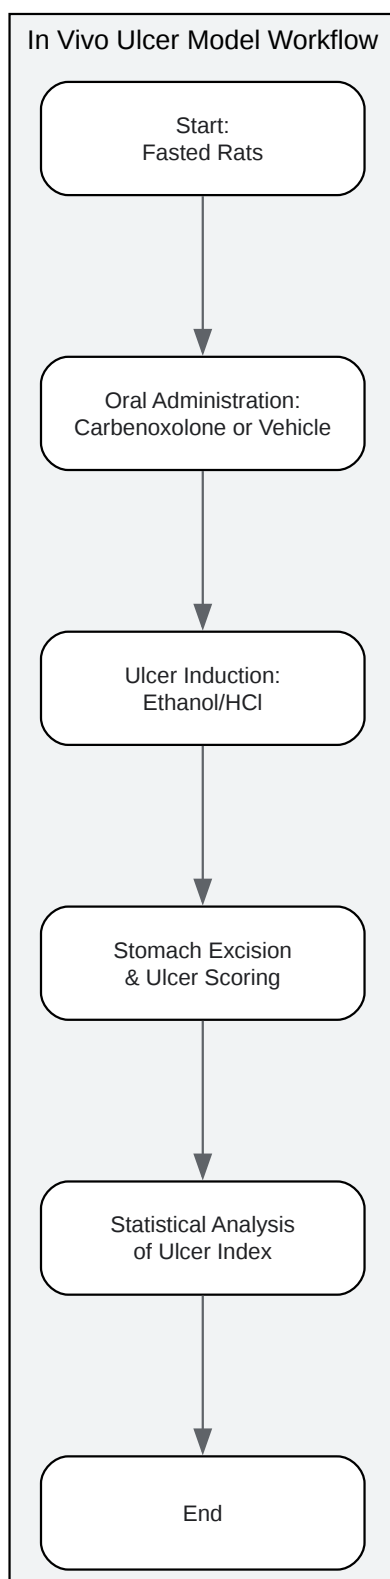 In Vivo Ulcer Model Workflow
Start:
Fasted Rats
Oral Administration:
Carbenoxolone or Vehicle
Ulcer Induction:
Ethanol/HCl
Stomach Excision
& Ulcer Scoring
Statistical Analysis
of Ulcer Index
End